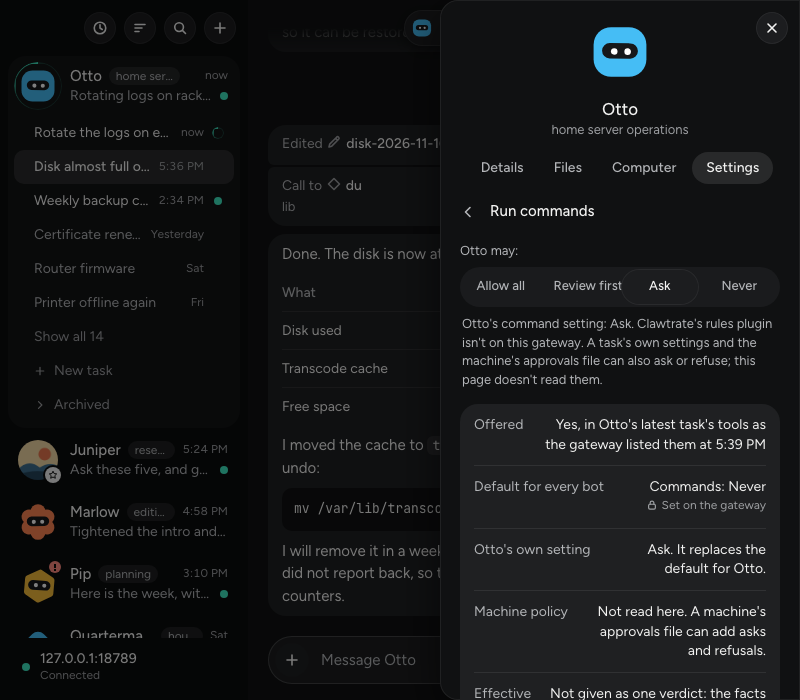 Otto home ser... now
Rotating logs on rack...
Rotate the logs on e... now
Disk almost full o... 5:36 PM
Weekly backup c... 2:34 PM
Certificate rene... Yesterday
Router firmware Sat
Printer offline again Fri
Show all 14
+ New task
Archived
Juniper rese... 5:24 PM
Ask these five, and g...
Marlow editi... 4:58 PM
Tightened the intro and...
Pip planning 3:10 PM
Here is the week, wit...
Quarterma hou Sat
127.0.0.1:18789
Connected
so it can be
Edited disk-2026-11-1
Call to du
lib
Done. The disk is now at
What
Disk used
Transcode cache
Free space
I moved the cache to
undo:
mv /var/lib/transco
I will remove it in a week
did not report back, so t
counters.
+ Message Otto
Otto
home server operations
Details Files Computer Settings
Run commands
Otto may:
Allow all Review first Ask Never
Otto's command setting: Ask. Clawtrate's rules plugin
isn't on this gateway. A task's own settings and the
machine's approvals file can also ask or refuse; this
page doesn't read them.
Offered Yes, in Otto's latest task's tools as
the gateway listed them at 5:39 PM
Default for every bot Commands: Never
Set on the gateway
Otto's own setting Ask. It replaces the
default for Otto.
Machine policy Not read here. A machine's
approvals file can add asks
and refusals.
Effective Not given as one verdict: the facts